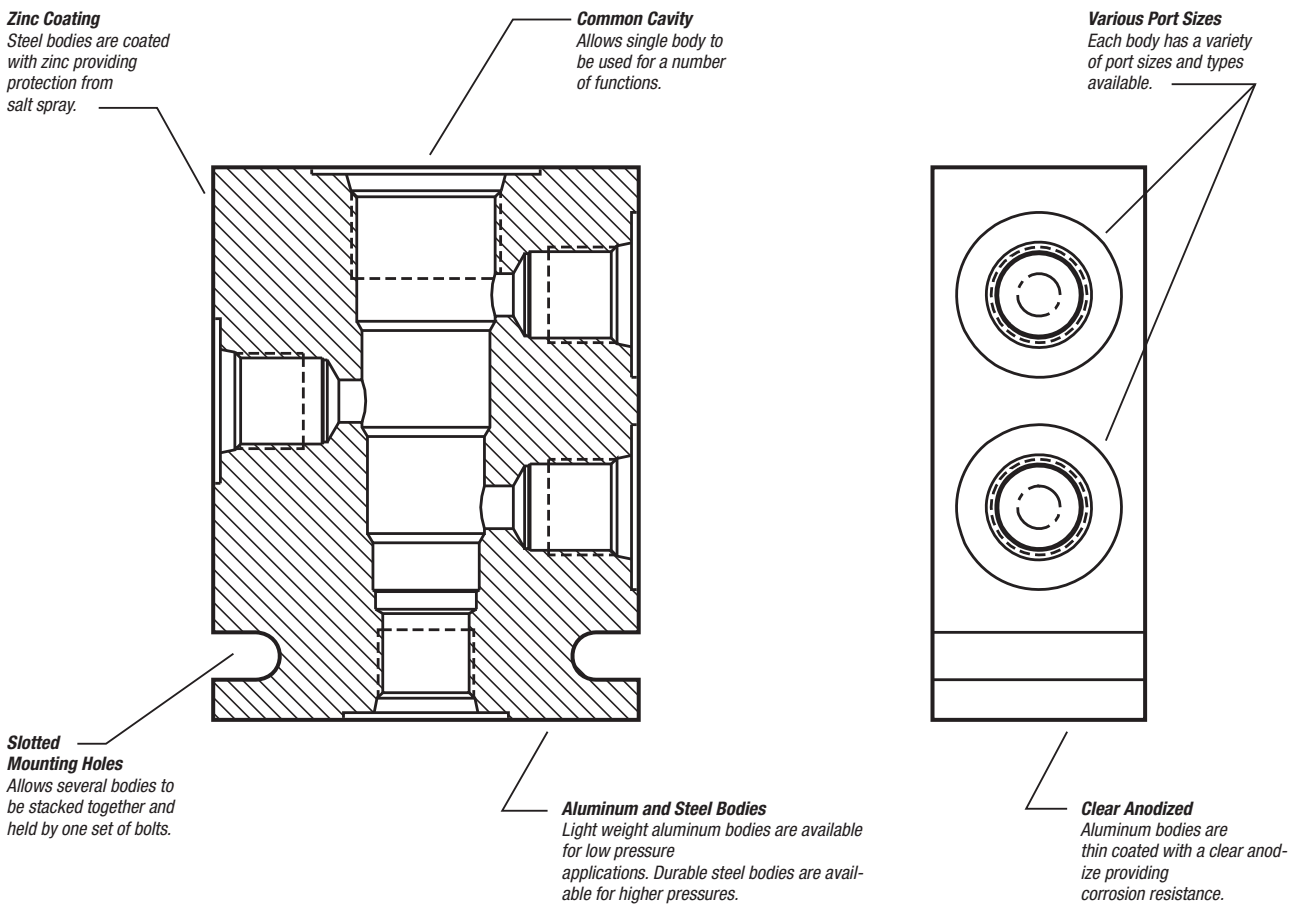 Zinc Coating
Steel bodies are coated
with zinc providing
protection from
salt spray.
Common Cavity
Allows single body to
be used for a number
of functions.
Various Port Sizes
Each body has a variety
of port sizes and types
available.
Slotted
Mounting Holes
Allows several bodies to
be stacked together and
held by one set of bolts.
Aluminum and Steel Bodies
Light weight aluminum bodies are available
for low pressure
applications. Durable steel bodies are avail-
able for higher pressures.
Clear Anodized
Aluminum bodies are
thin coated with a clear anod-
ize providing
corrosion resistance.